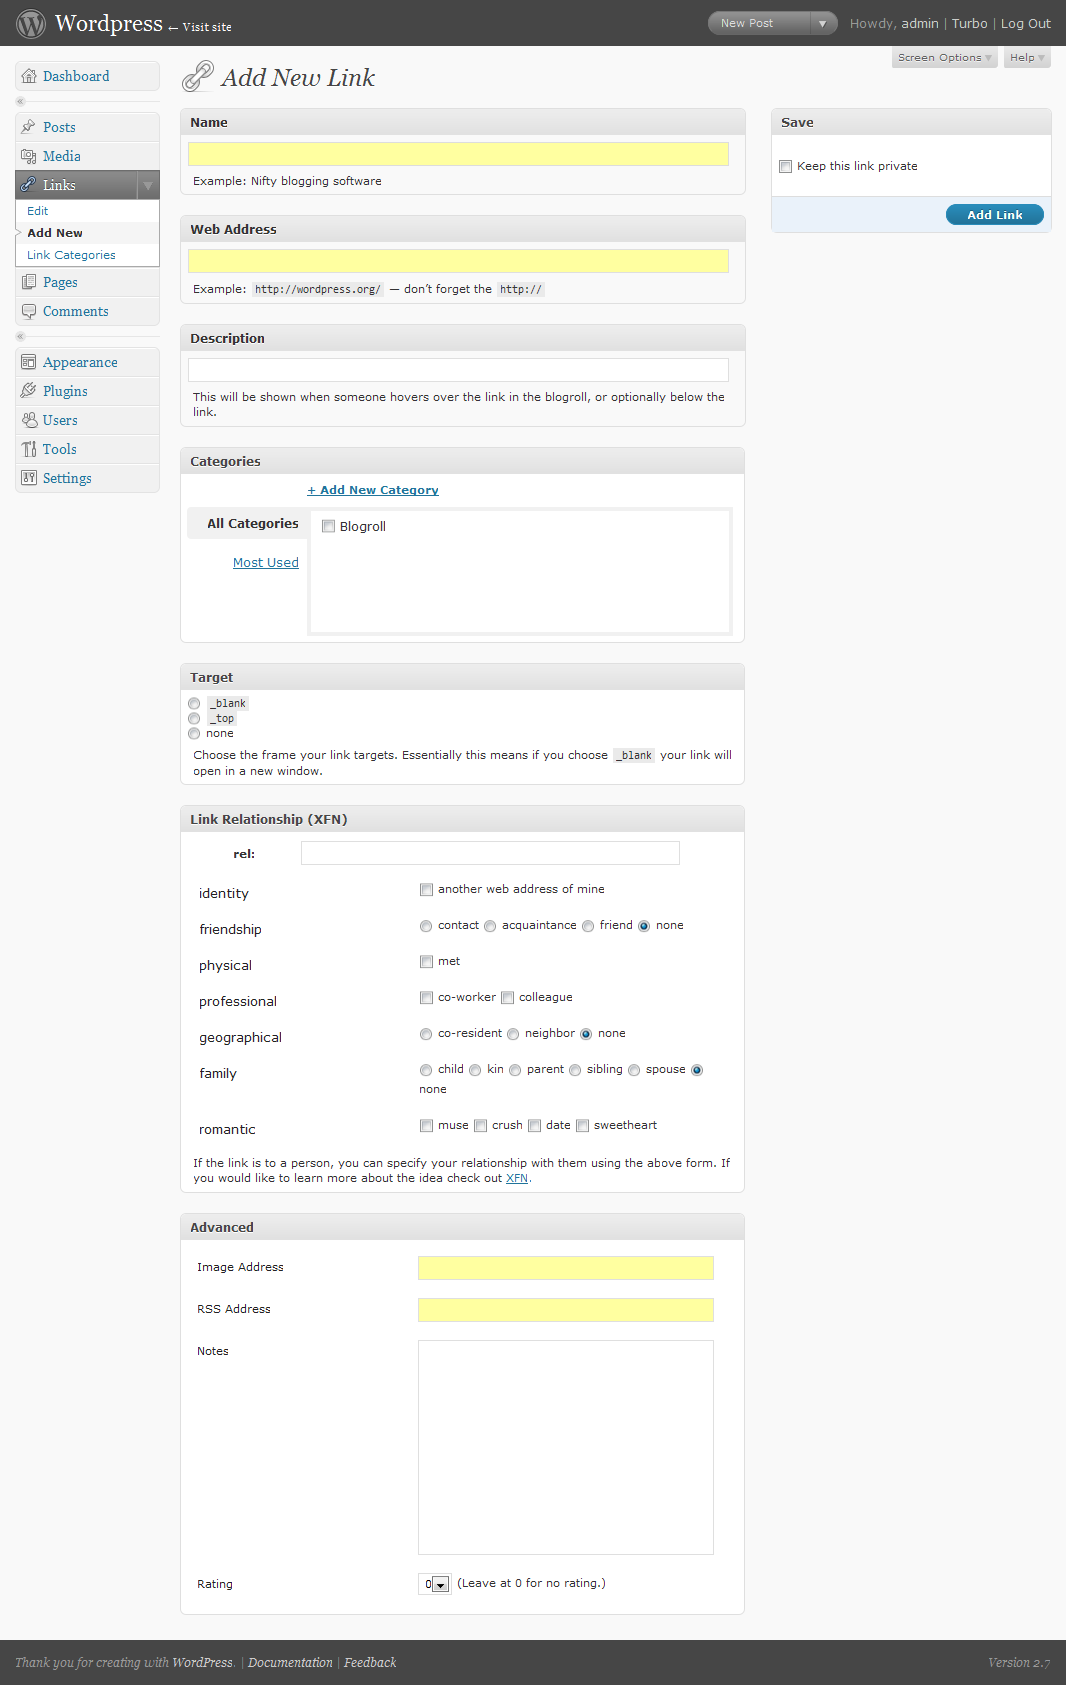 Wordpress ← Visit site
New Post
Howdy, admin | Turbo | Log Out
Screen Options
Help
Dashboard
Posts
Media
Links
Edit
Add New
Link Categories
Pages
Comments
Appearance
Plugins
Users
Tools
Settings
Add New Link
Name
Example: Nifty blogging software
Web Address
Example: http://wordpress.org/ — don't forget the http://
Description
This will be shown when someone hovers over the link in the blogroll, or optionally below the
link.
Categories
+ Add New Category
All Categories
Most Used
Blogroll
Target
_blank
_top
none
Choose the frame your link targets. Essentially this means if you choose _blank your link will
open in a new window.
Link Relationship (XFN)
rel:
identity another web address of mine
friendship contact acquaintance friend none
physical met
professional co-worker colleague
geographical co-resident neighbor none
family child kin parent sibling spouse
none
romantic muse crush date sweetheart
If the link is to a person, you can specify your relationship with them using the above form. If
you would like to learn more about the idea check out XFN.
Advanced
Image Address
RSS Address
Notes
Rating 0 (Leave at 0 for no rating.)
Save
Keep this link private
Add Link
Thank you for creating with WordPress. | Documentation | Feedback
Version 2.7